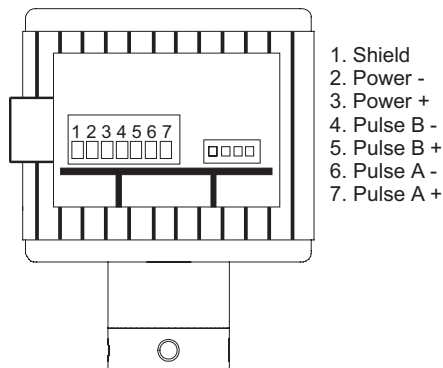 1 2 3 4 5 6 7
1. Shield
2. Power -
3. Power +
4. Pulse B -
5. Pulse B +
6. Pulse A -
7. Pulse A +